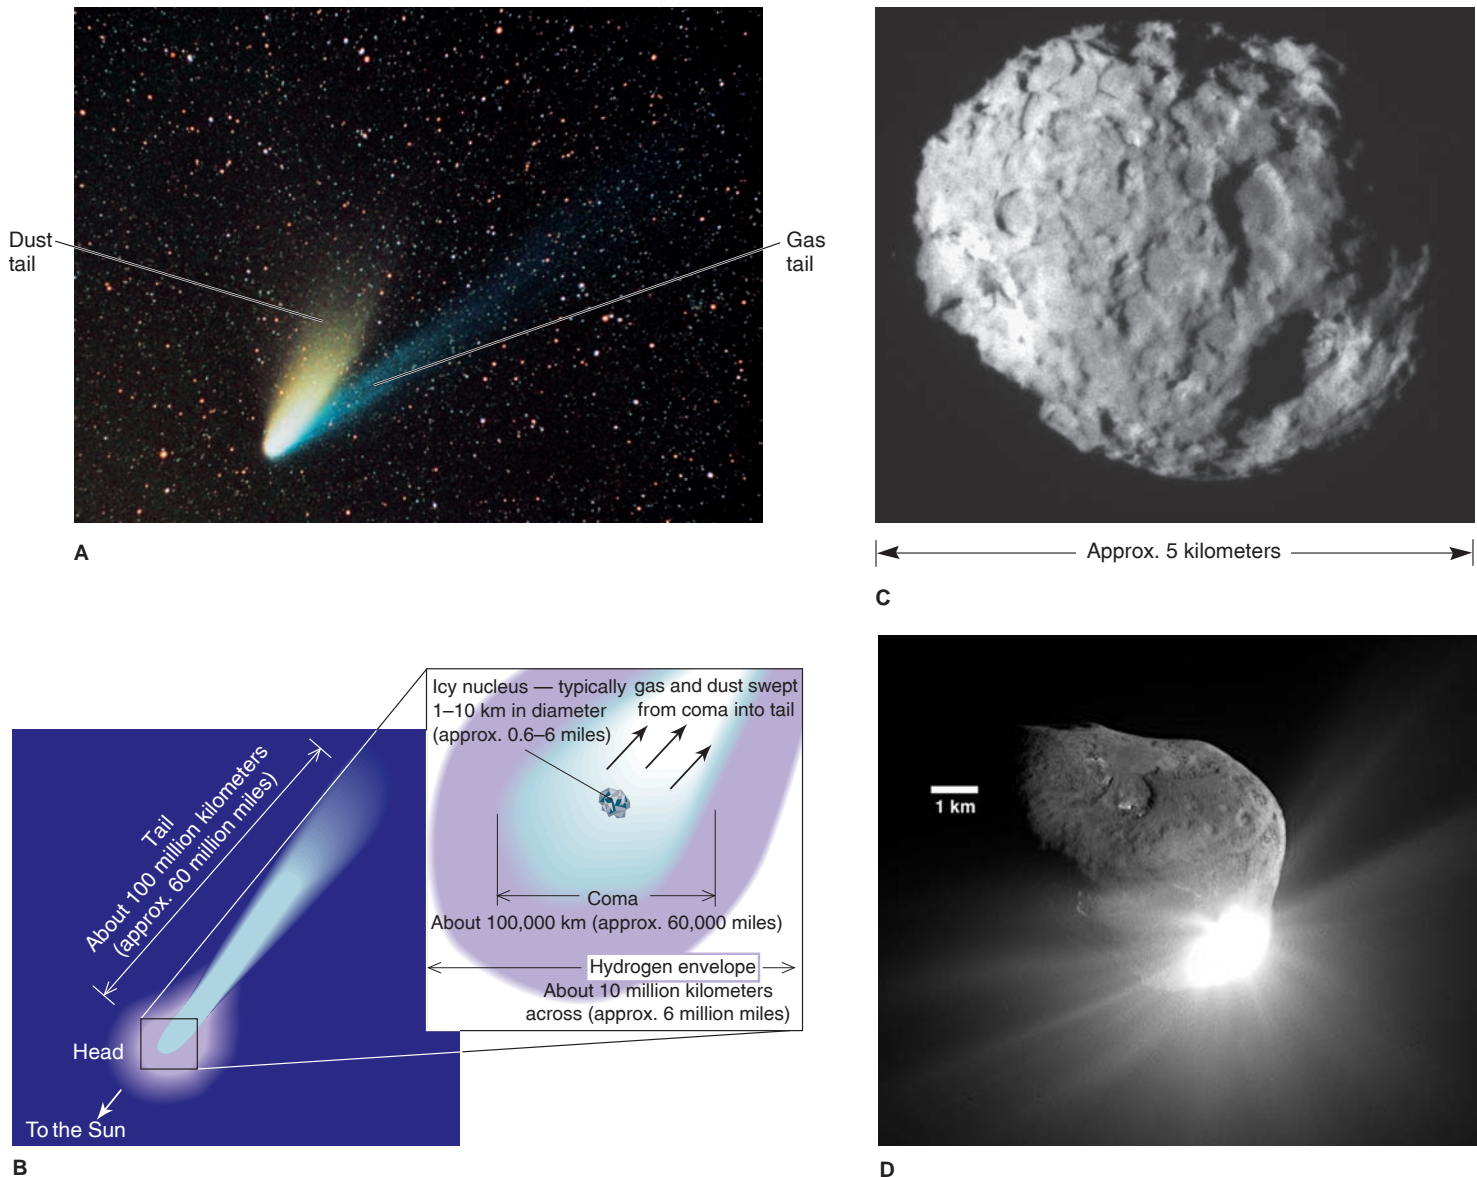 Dust
tail
Gas
tail
A
Approx. 5 kilometers
C
Icy nucleus — typically
1–10 km in diameter
(approx. 0.6–6 miles)
gas and dust swept
from coma into tail
Coma
About 100,000 km (approx. 60,000 miles)
Hydrogen envelope
About 10 million kilometers
across (approx. 6 million miles)
Tail
About 100 million kilometers
(approx. 60 million miles)
Head
To the Sun
B
1 km
D